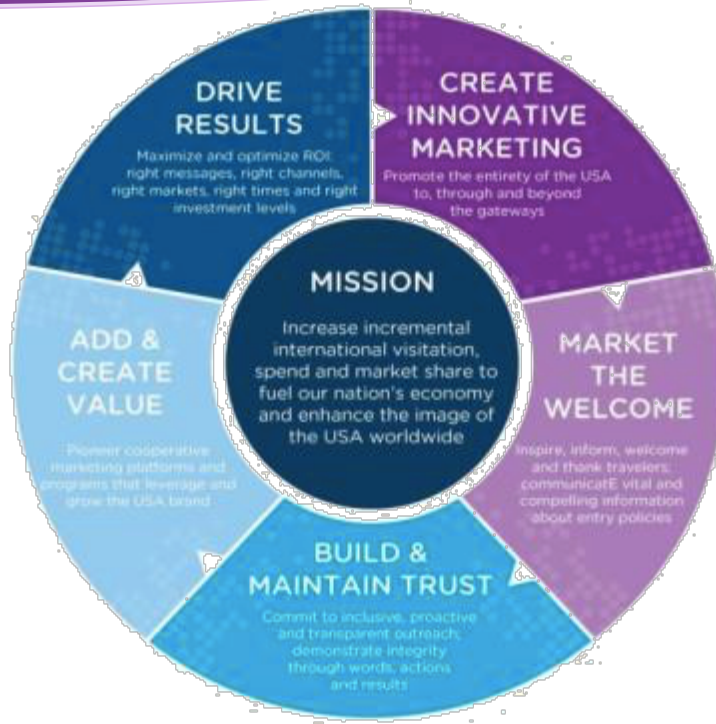 DRIVE
RESULTS
Maximize and optimize ROI:
right messages, right channels,
right markets, right times and right
investment levels
CREATE
INNOVATIVE
MARKETING
Promote the entirety of the USA
to, through and beyond
the gateways
MISSION
Increase incremental
international visitation,
spend and market share to
fuel our nation's economy
and enhance the image of
the USA worldwide
MARKET
THE
WELCOME
Inspire, inform, welcome
and thank travelers;
communicatE vital and
compelling information
about entry policies
BUILD &
MAINTAIN TRUST
Commit to inclusive, proactive
and transparent outreach;
demonstrate integrity
through words, actions
and results
ADD &
CREATE
VALUE
Pioneer cooperative
marketing platforms and
programs that leverage and
grow the USA brand